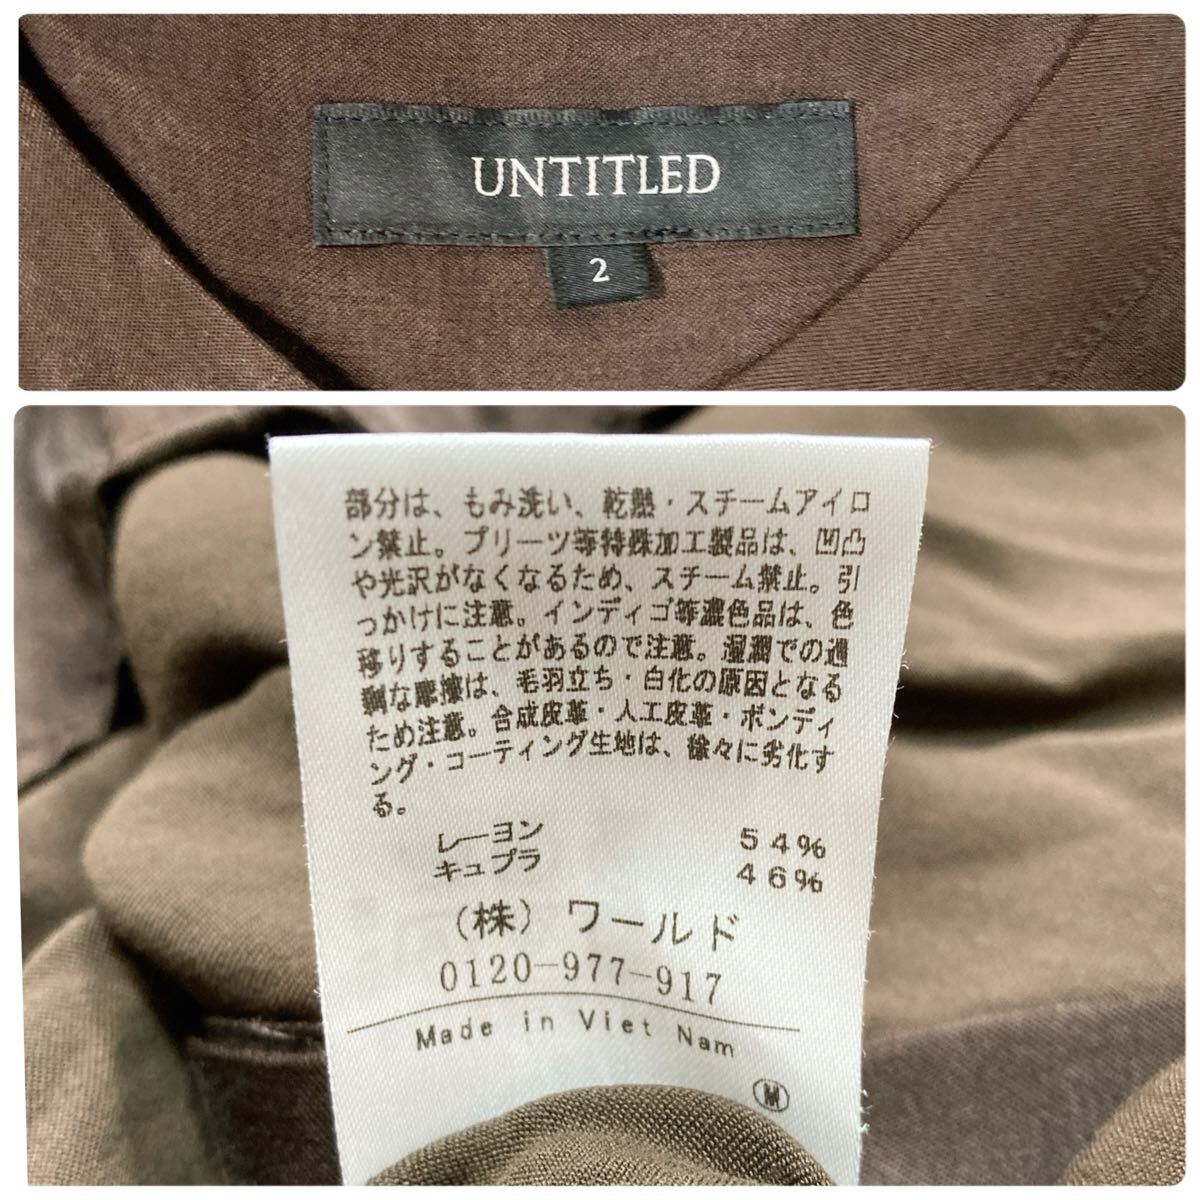 UNTITLED
2
部分は、もみ洗い、乾熱・スチームアイロ
ン禁止。プリーツ等特殊加工製品は、凹凸
や光沢がなくなるため、スチーム禁止。引
っかけに注意。インディゴ等濃色品は、色
移りすることがあるので注意。湿潤での過
剰な摩擦は、毛羽立ち・白化の原因となる
ため注意。合成皮革・人工皮革・ボンディ
ング・コーティング生地は、徐々に劣化す
る。
レーヨン 54%
キュプラ 46%
(株) ワールド
0120-977-917
Made in Viet Nam
M